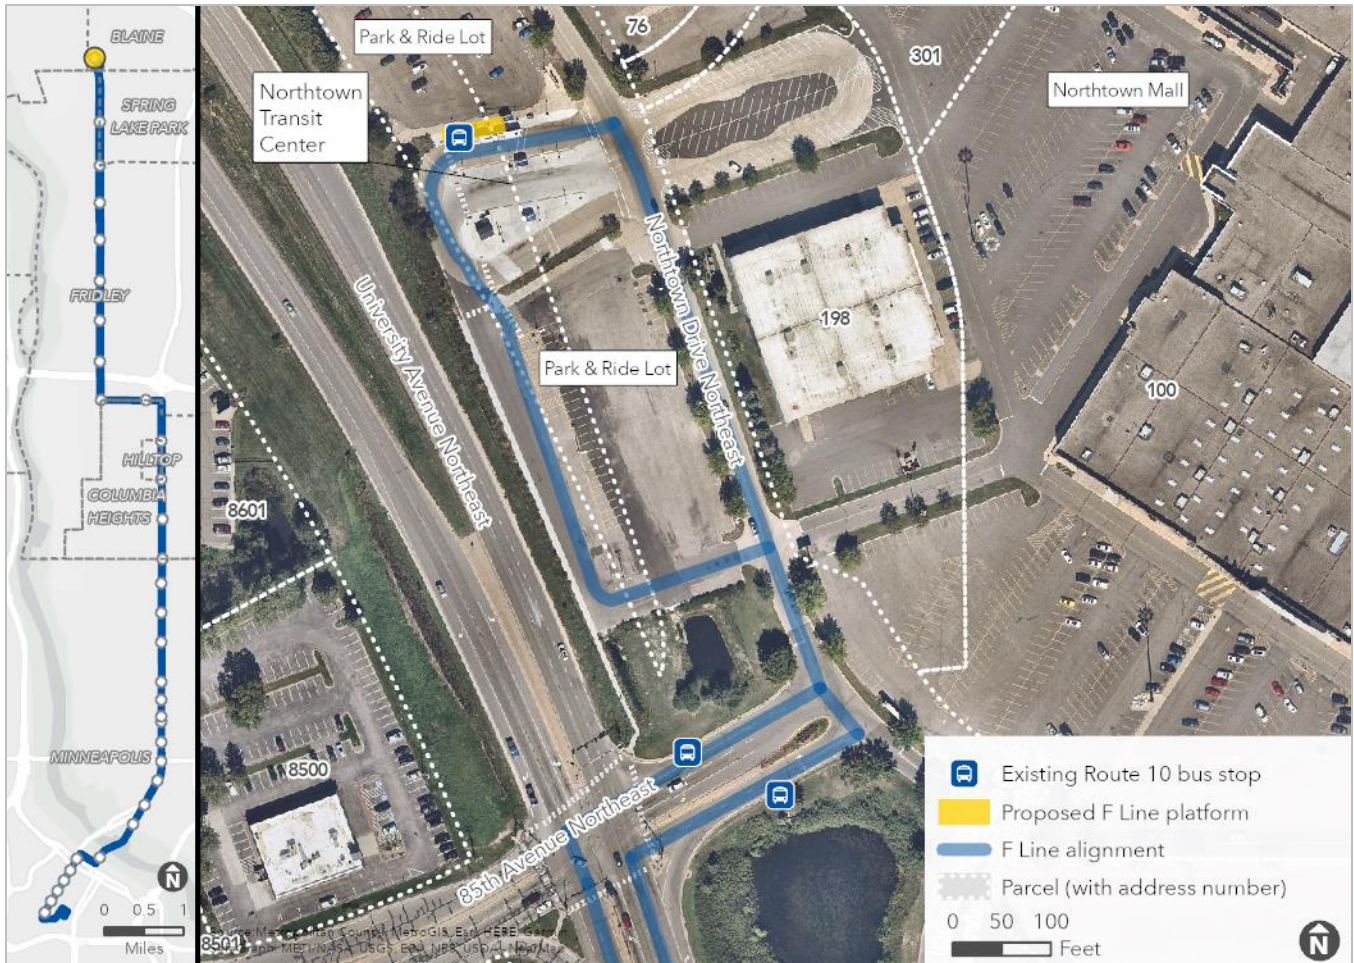 BLAINE
SPRING
LAKE PARK
FRIDLEY
HILLTOP
COLUMBIA
HEIGHTS
MINNEAPOLIS
N
0 0.5 1
Miles
Park & Ride Lot
76
301
Northtown
Transit
Center
Northtown Mall
University Avenue Northeast
Northtown Drive Northeast
198
Park & Ride Lot
100
8601
8500
85th Avenue Northeast
8501
Existing Route 10 bus stop
Proposed F Line platform
F Line alignment
Parcel (with address number)
0 50 100
Feet
N